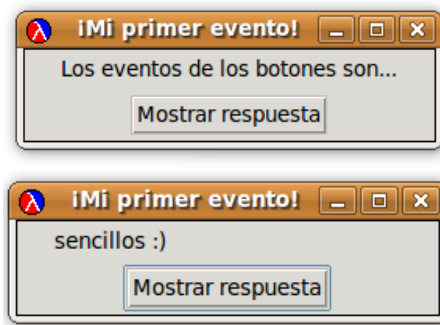 ¡Mi primer evento!
Los eventos de los botones son...
Mostrar respuesta
¡Mi primer evento!
sencillos :)
Mostrar respuesta